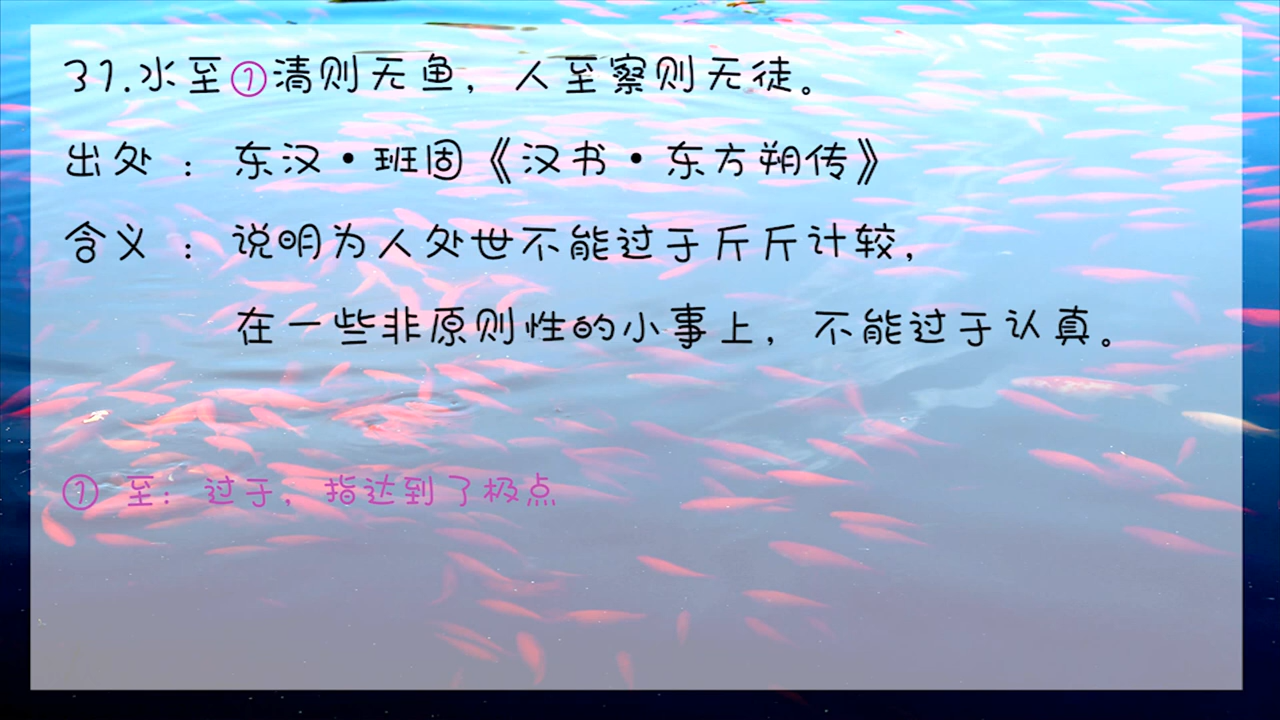 37.水至①清则无鱼，人至察则无徒。
出处：东汉·班固《汉书·东方朔传》
含义：说明为人处世不能过于斤斤计较，
在一些非原则性的小事上，不能过于认真。
① 至：过于，指达到了极点